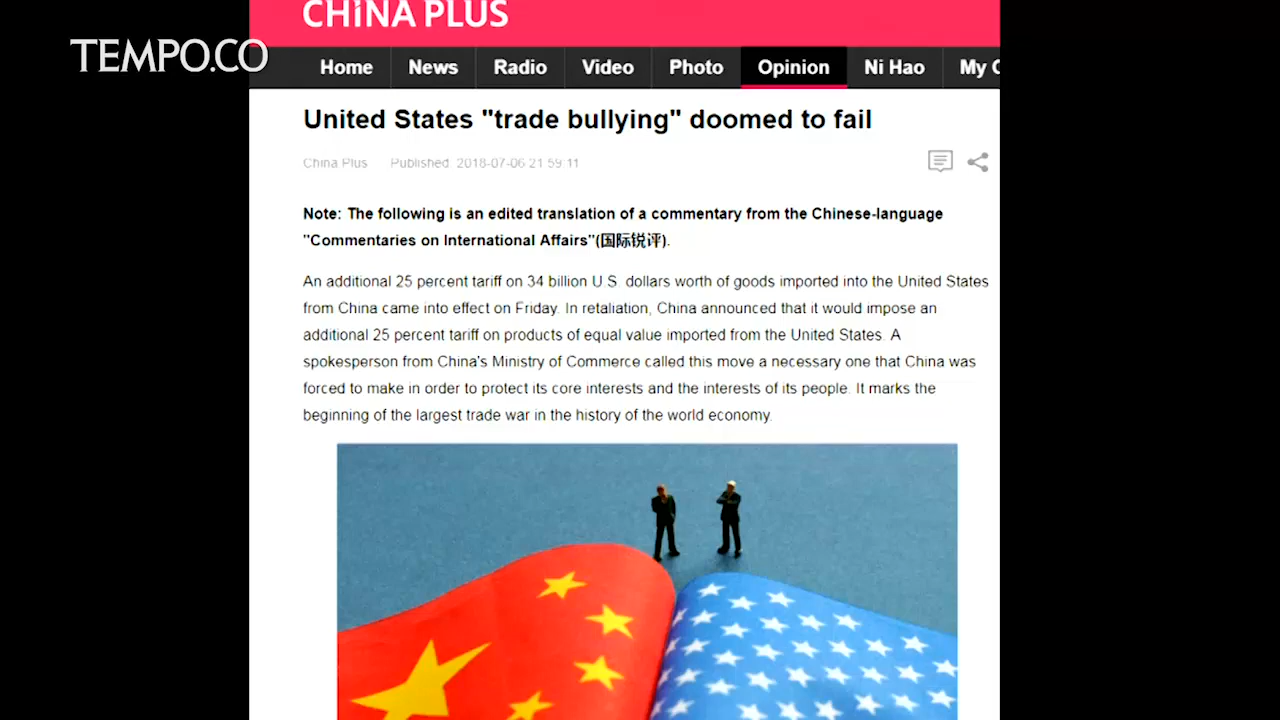 CHiNA PLUS
TEMPO.CO
Home News Radio Video Photo Opinion Ni Hao My C
United States "trade bullying" doomed to fail
China Plus Published 2018-07-06 21:59:11
Note: The following is an edited translation of a commentary from the Chinese-language
"Commentaries on International Affairs"(国际锐评).
An additional 25 percent tariff on 34 billion U.S. dollars worth of goods imported into the United States
from China came into effect on Friday. In retaliation, China announced that it would impose an
additional 25 percent tariff on products of equal value imported from the United States. A
spokesperson from China's Ministry of Commerce called this move a necessary one that China was
forced to make in order to protect its core interests and the interests of its people. It marks the
beginning of the largest trade war in the history of the world economy.